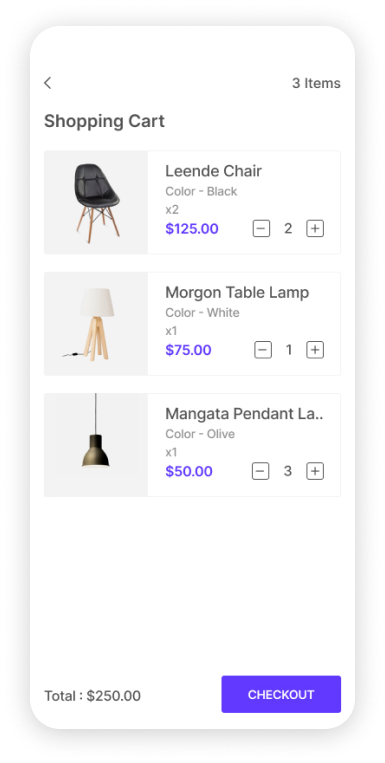 3 Items
Shopping Cart
Leende Chair
Color - Black
x2
$125.00 2
Morgon Table Lamp
Color - White
x1
$75.00 1
Mangata Pendant La..
Color - Olive
x1
$50.00 3
Total : $250.00 CHECKOUT